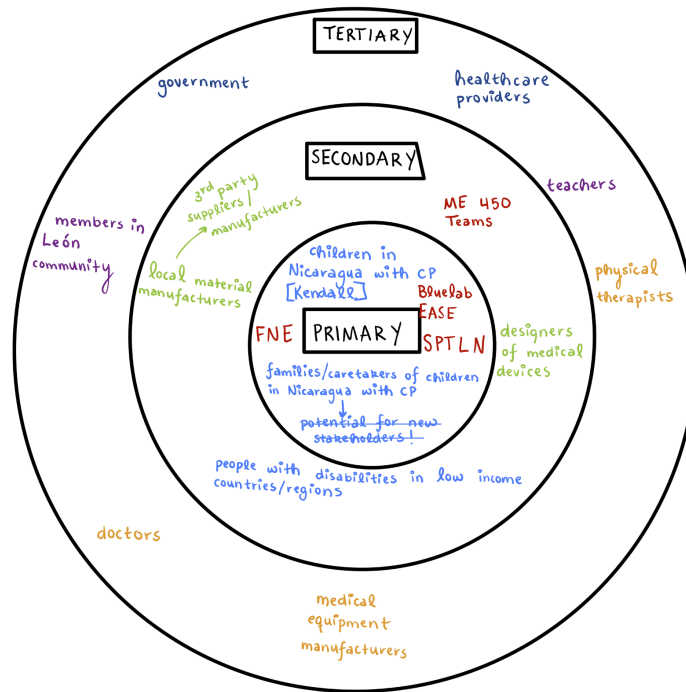 TERTIARY
government
healthcare
providers
SECONDARY
3rd party
suppliers/
manufacturers
ME 450
Teams
teachers
members in
León
community
local material
manufacturers
children in
Nicaragua with CP
[Kendall]
Bluelab
EASE
physical
therapists
FNE
PRIMARY
SPTLN
designers
of medical
devices
families/caretakers of children
in Nicaragua with CP
potential for new
stakeholders!
people with disabilities in low income
countries/regions
doctors
medical
equipment
manufacturers